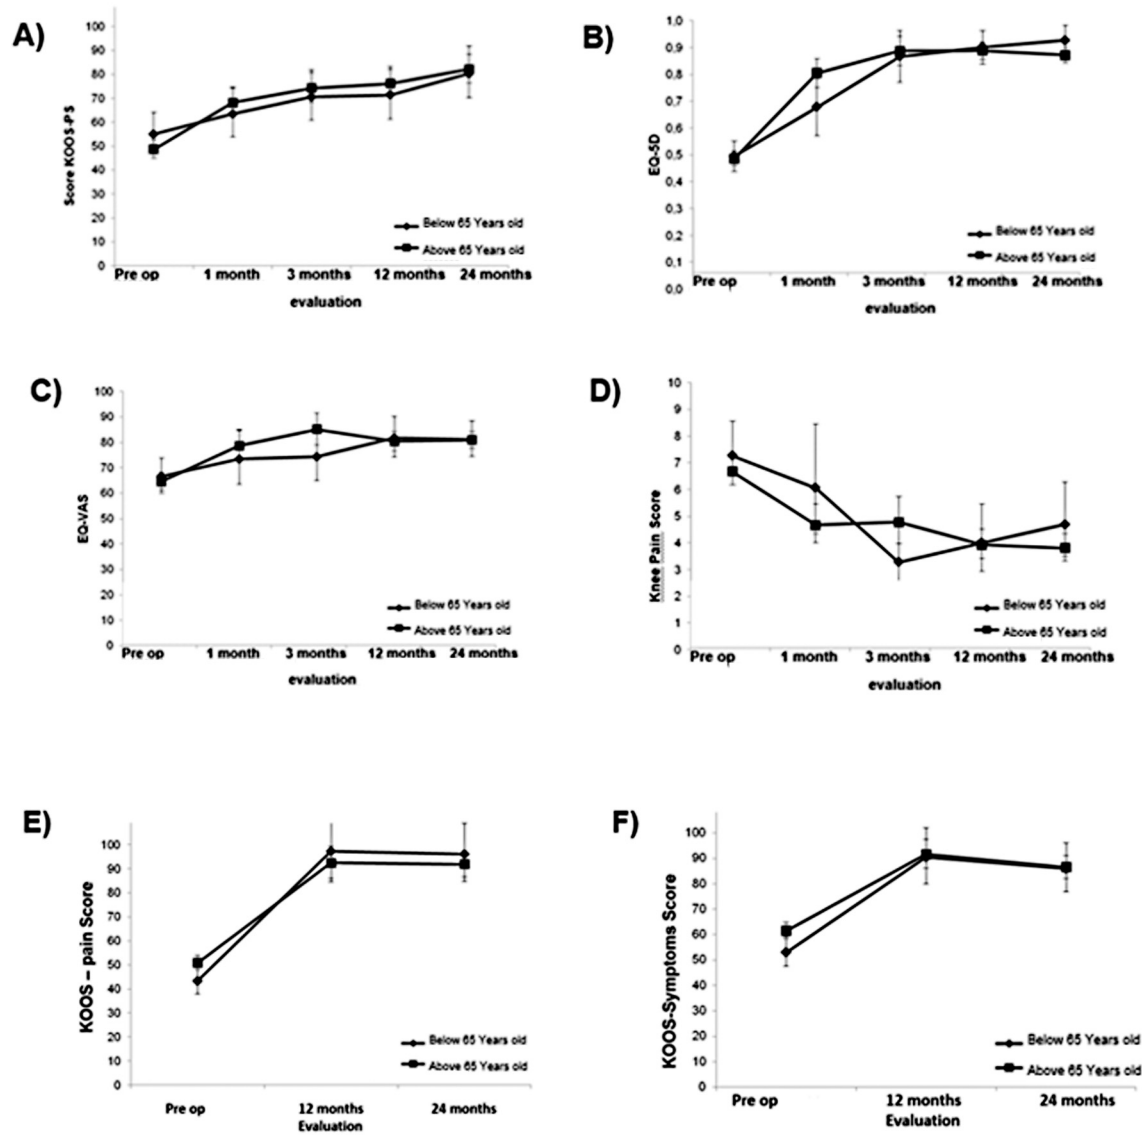 A)
Score KOOS-PS
100
90
80
70
60
50
40
30
20
10
0
Below 65 Years old
Above 65 Years old
Pre op 1 month 3 months 12 months 24 months
evaluation
B)
EQ-5D
1,0
0,9
0,8
0,7
0,6
0,5
0,4
0,3
0,2
0,1
0,0
Below 65 Years old
Above 65 Years old
Pre op 1 month 3 months 12 months 24 months
evaluation
C)
EQ-VAS
100
90
80
70
60
50
40
30
20
10
0
Below 65 Years old
Above 65 Years old
Pre op 1 month 3 months 12 months 24 months
evaluation
D)
Knee Pain Score
10
9
8
7
6
5
4
3
2
1
0
Below 65 Years old
Above 65 Years old
Pre op 1 month 3 months 12 months 24 months
evaluation
E)
KOOS – pain Score
100
90
80
70
60
50
40
30
20
10
0
Below 65 Years old
Above 65 Years old
Pre op 12 months 24 months
Evaluation
F)
KOOS-Symptoms Score
100
90
80
70
60
50
40
30
20
10
0
Below 65 Years old
Above 65 Years old
Pre op 12 months 24 months
Evaluation